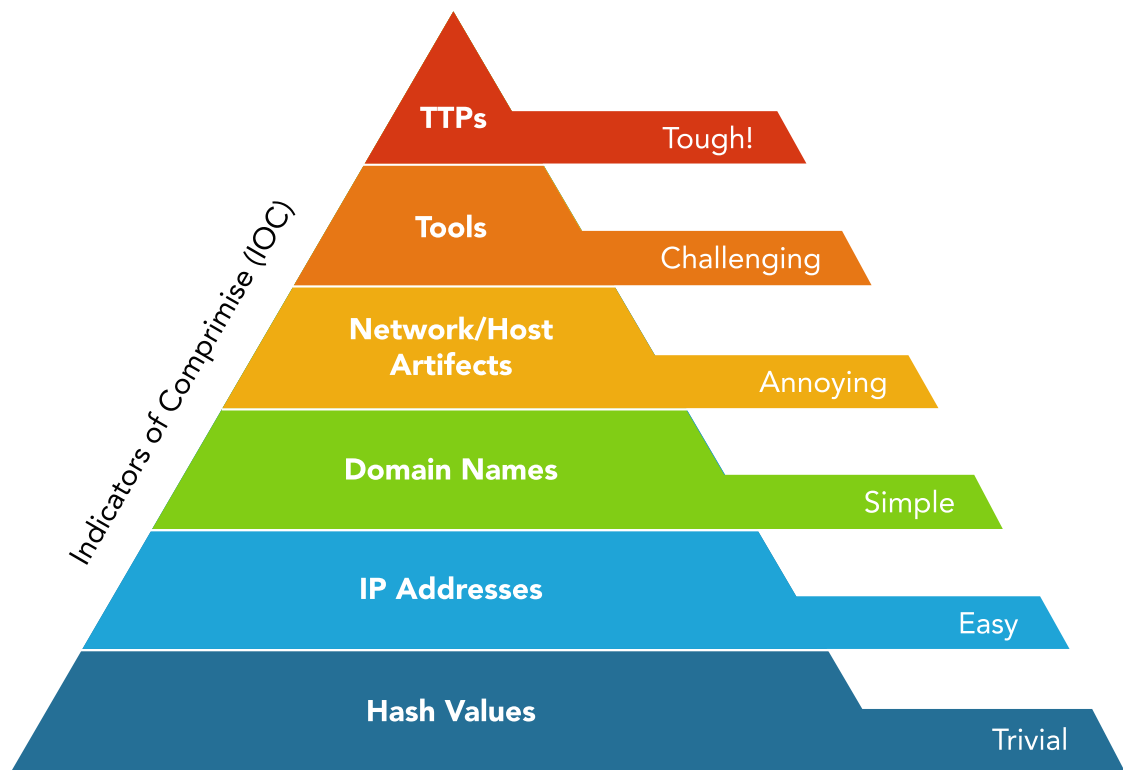 TTPs
Tough!
Tools
Challenging
Indicators of Comprimise (IOC)
Network/Host
Artifects
Annoying
Domain Names
Simple
IP Addresses
Easy
Hash Values
Trivial